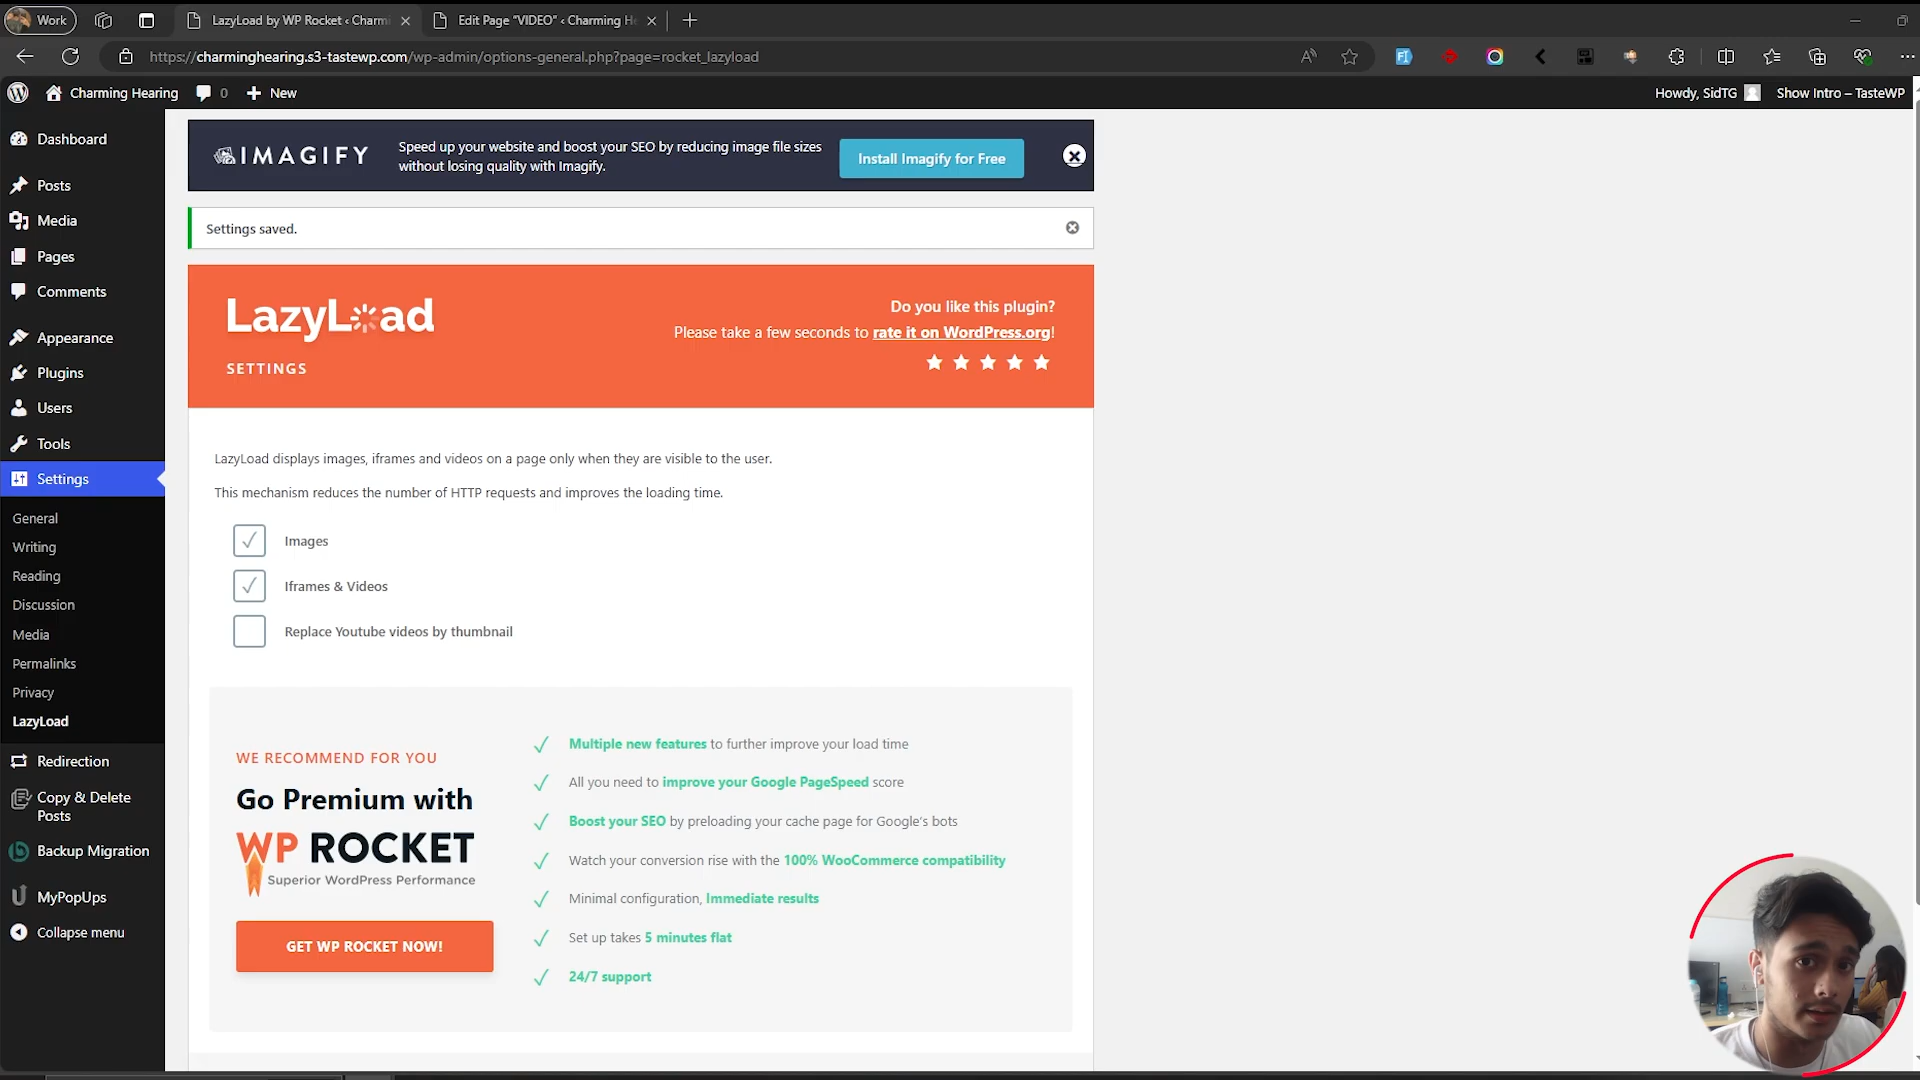 Work
LazyLoad by WP Rocket ‹ Charmi
Edit Page “VIDEO” ‹ Charming H
https://charminghearing.s3-tastewp.com/wp-admin/options-general.php?page=rocket_lazyload
Charming Hearing
0
New
Howdy, SidTG
Show Intro – TasteWP
Dashboard
Posts
Media
Pages
Comments
Appearance
Plugins
Users
Tools
Settings
General
Writing
Reading
Discussion
Media
Permalinks
Privacy
LazyLoad
Redirection
Copy & Delete
Posts
Backup Migration
MyPopUps
Collapse menu
IMAGIFY
Speed up your website and boost your SEO by reducing image file sizes
without losing quality with Imagify.
Install Imagify for Free
Settings saved.
LazyLoad
SETTINGS
Do you like this plugin?
Please take a few seconds to rate it on WordPress.org!
LazyLoad displays images, iframes and videos on a page only when they are visible to the user.
This mechanism reduces the number of HTTP requests and improves the loading time.
Images
Iframes & Videos
Replace Youtube videos by thumbnail
WE RECOMMEND FOR YOU
Go Premium with
WP ROCKET
Superior WordPress Performance
GET WP ROCKET NOW!
Multiple new features to further improve your load time
All you need to improve your Google PageSpeed score
Boost your SEO by preloading your cache page for Google’s bots
Watch your conversion rise with the 100% WooCommerce compatibility
Minimal configuration, Immediate results
Set up takes 5 minutes flat
24/7 support